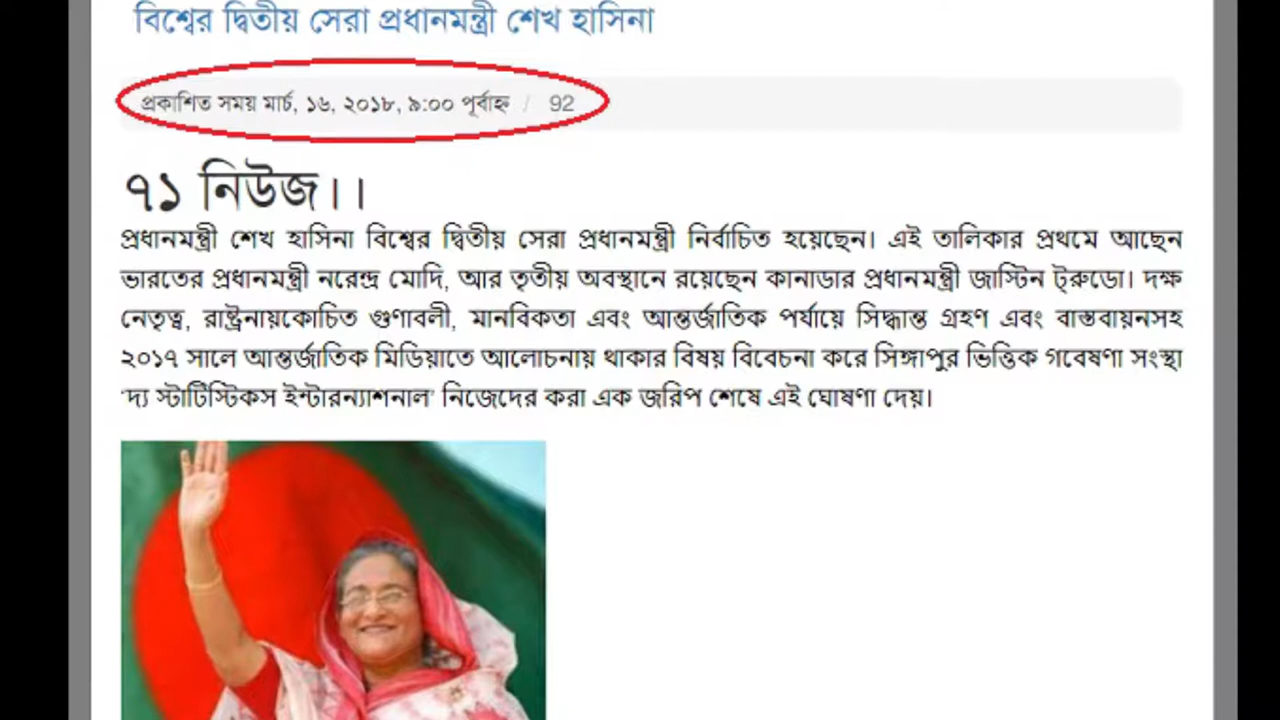 বিশ্বের দ্বিতীয় সেরা প্রধানমন্ত্রী শেখ হাসিনা
প্রকাশিত সময় মার্চ, ১৬, ২০১৮, ৯:০০ পূর্বাহ্ন / 92
৭১ নিউজ।।
প্রধানমন্ত্রী শেখ হাসিনা বিশ্বের দ্বিতীয় সেরা প্রধানমন্ত্রী নির্বাচিত হয়েছেন। এই তালিকার প্রথমে আছেন
ভারতের প্রধানমন্ত্রী নরেন্দ্র মোদি, আর তৃতীয় অবস্থানে রয়েছেন কানাডার প্রধানমন্ত্রী জাস্টিন ট্রুডো। দক্ষ
নেতৃত্ব, রাষ্ট্রনায়কোচিত গুণাবলী, মানবিকতা এবং আন্তর্জাতিক পর্যায়ে সিদ্ধান্ত গ্রহণ এবং বাস্তবায়নসহ
২০১৭ সালে আন্তর্জাতিক মিডিয়াতে আলোচনায় থাকার বিষয় বিবেচনা করে সিঙ্গাপুর ভিত্তিক গবেষণা সংস্থা
‘দ্য স্টাটিস্টিকস ইন্টারন্যাশনাল’ নিজেদের করা এক জরিপ শেষে এই ঘোষণা দেয়।